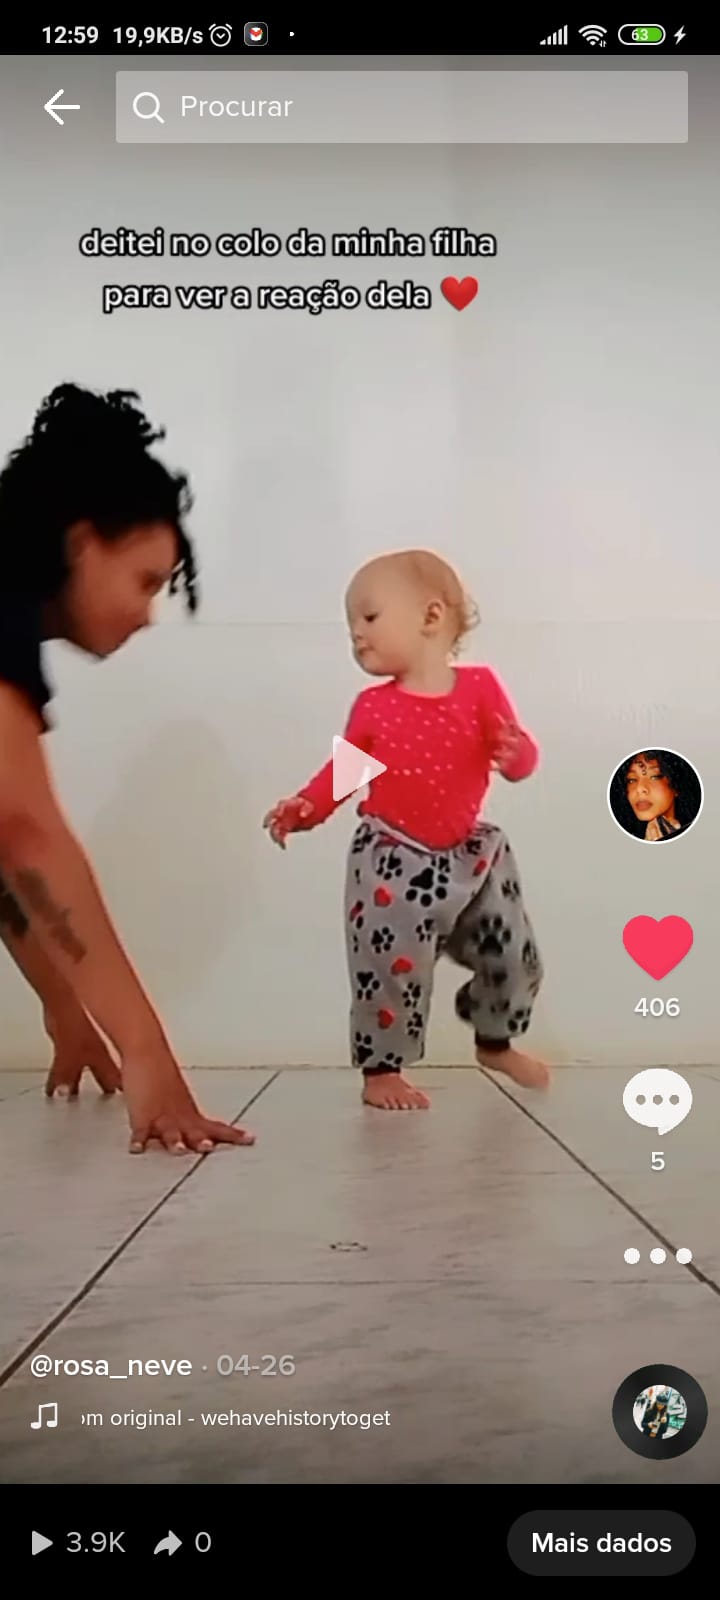 12:59 19,9KB/s 63
Procurar
deitei no colo da minha filha
para ver a reação dela ❤️
406
5
@rosa_neve · 04-26
om original - wehavehistorytoget
3.9K 0 Mais dados